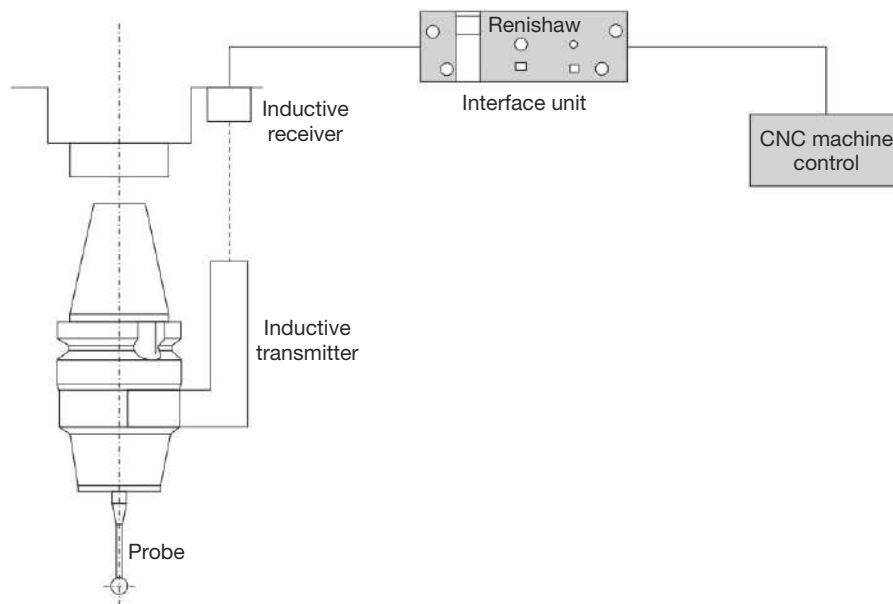 Renishaw
Interface unit
Inductive
receiver
CNC machine
control
Inductive
transmitter
Probe